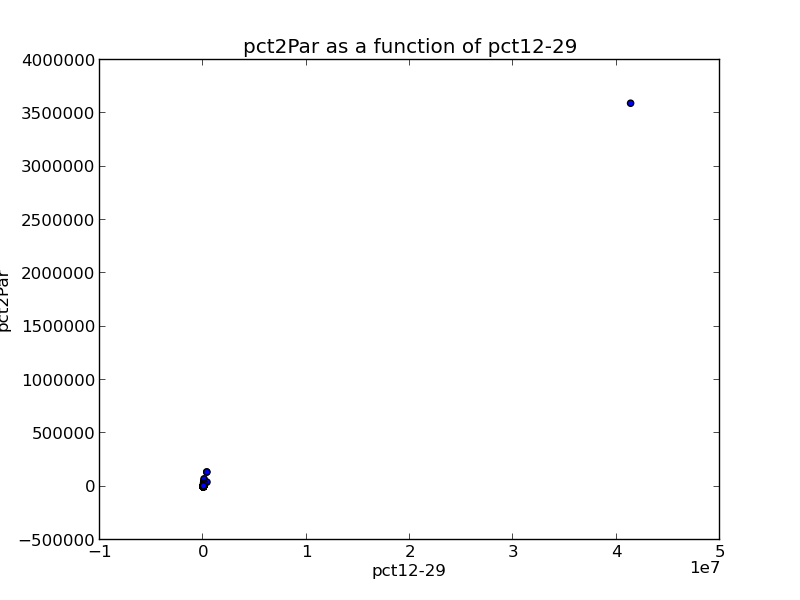 pct2Par as a function of pct12-29
4000000
3500000
3000000
2500000
2000000
1500000
1000000
500000
0
−500000
pct2Par
−1 0 1 2 3 4 5
1e7
pct12-29